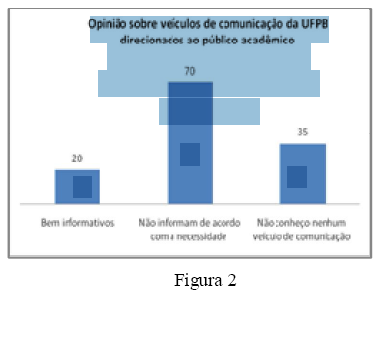 Opinião sobre veículos de comunicação da UFPB
direcionados ao público acadêmico
70
35
20
Bem informativos
Não informam de acordo
com a necessidade
Não conheço nenhum
veículo de comunicação
Figura 2